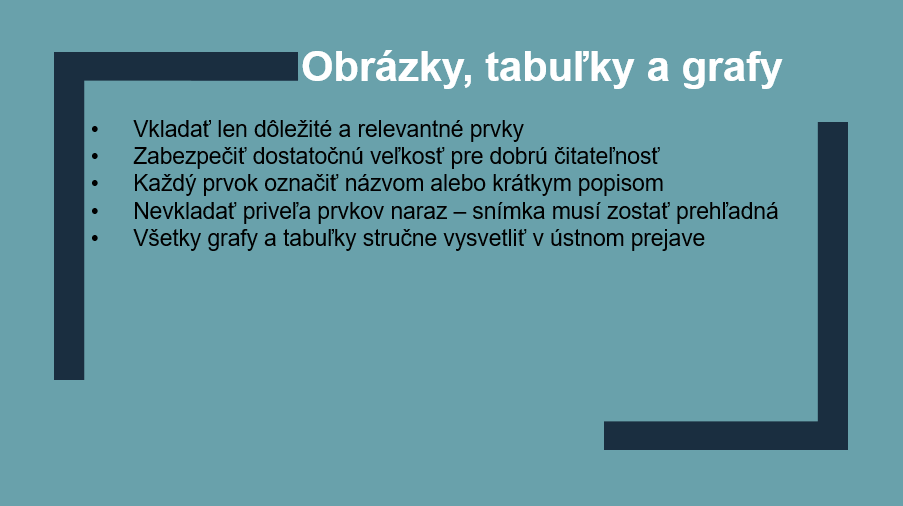 Obrázky, tabuľky a grafy
• Vkladať len dôležité a relevantné prvky
• Zabezpečiť dostatočnú veľkosť pre dobrú čitateľnosť
• Každý prvok označiť názvom alebo krátkym popisom
• Nevkladať priveľa prvkov naraz – snímka musí zostať prehľadná
• Všetky grafy a tabuľky stručne vysvetliť v ústnom prejave